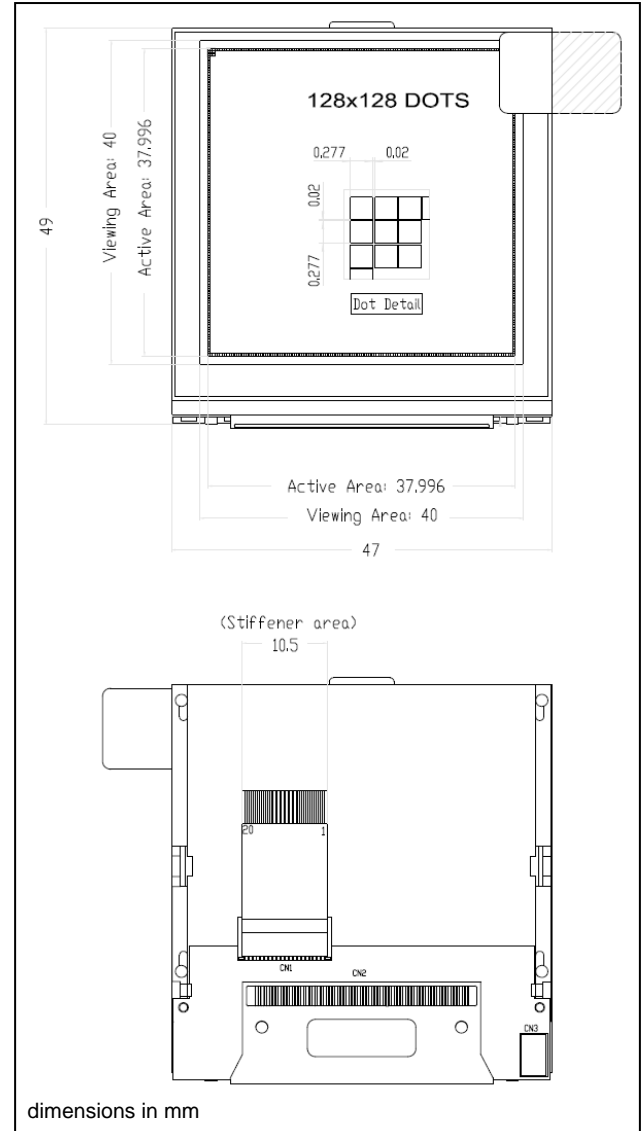 128x128 DOTS
0,277
0,02
0,02
0,277
Dot Detail
49
Viewing Area: 40
Active Area: 37,996
Active Area: 37,996
Viewing Area: 40
47
(Stiffener area)
10,5
20
1
CN1
CN2
CN3
dimensions in mm